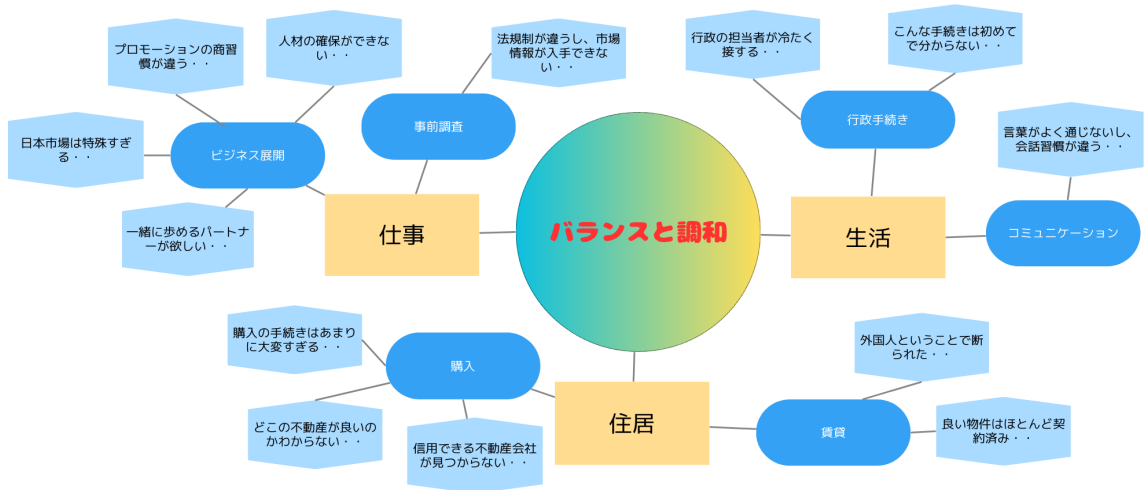 プロモーションの商習
慣が違う・・
人材の確保ができな
い・・
法規制が違うし、市場
情報が入手できな
い・・
日本市場は特殊すぎ
る・・
ビジネス展開
事前調査
一緒に歩めるパートナ
ーが欲しい・・
仕事
バランスと調和
行政の担当者が冷たく
接する・・
こんな手続きは初めて
で分からない・・
行政手続き
言葉がよく通じないし、
会話習慣が違う・・
生活
コミュニケーション
購入の手続きはあまり
に大変すぎる・・
購入
どこの不動産が良いの
かわからない・・
信用できる不動産会社
が見つからない・・
住居
外国人ということで断
られた・・
賃貸
良い物件はほとんど契
約済み・・